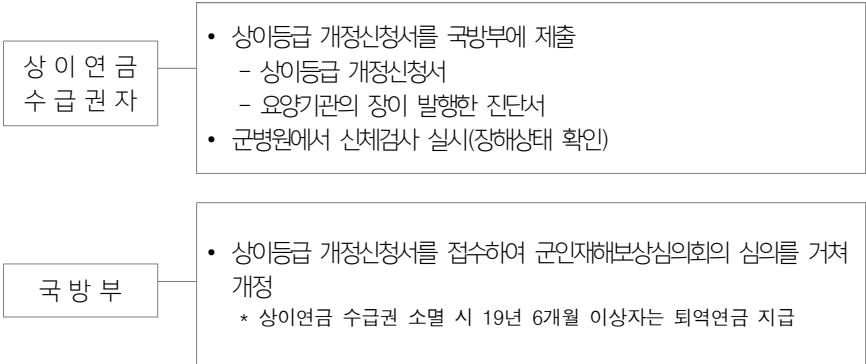 상 이 연 금
수 급 권 자
• 상이등급 개정신청서를 국방부에 제출
- 상이등급 개정신청서
- 요양기관의 장이 발행한 진단서
• 군병원에서 신체검사 실시(장해상태 확인)
국 방 부
• 상이등급 개정신청서를 접수하여 군인재해보상심의회의 심의를 거쳐
개정
* 상이연금 수급권 소멸 시 19년 6개월 이상자는 퇴역연금 지급